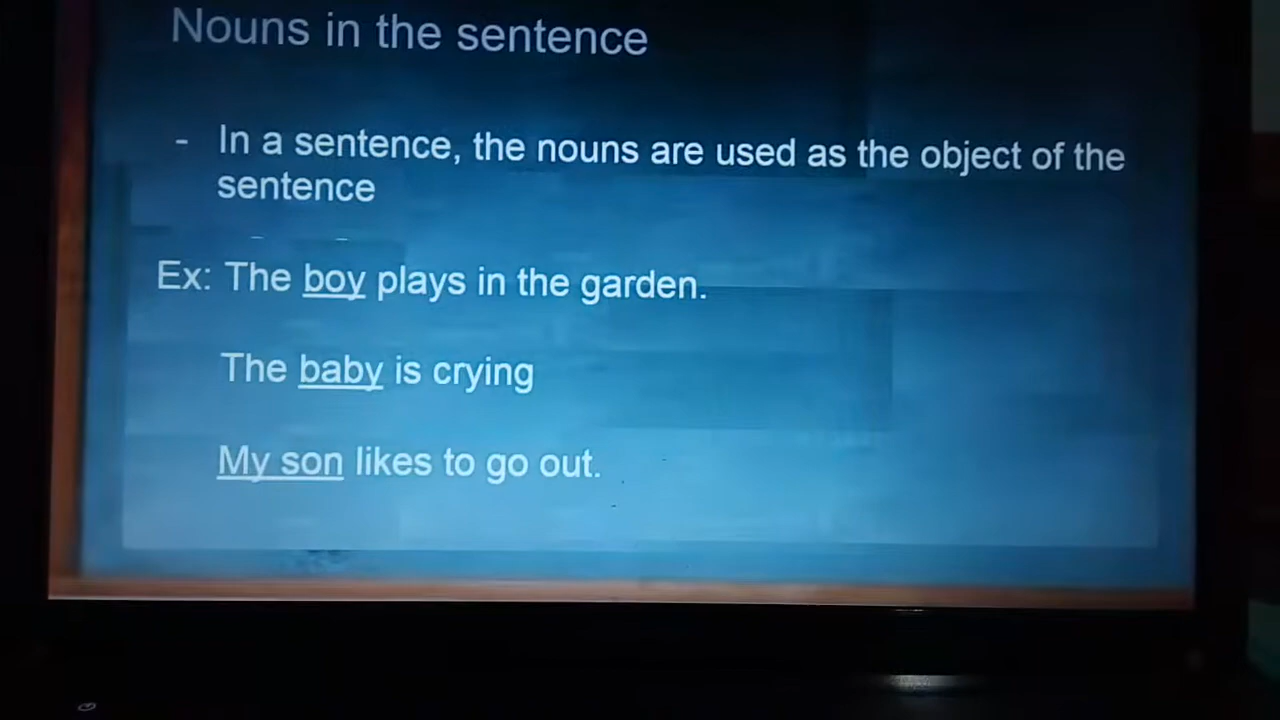 Nouns in the sentence
- In a sentence, the nouns are used as the object of the
sentence
Ex: The boy plays in the garden.
The baby is crying
My son likes to go out.